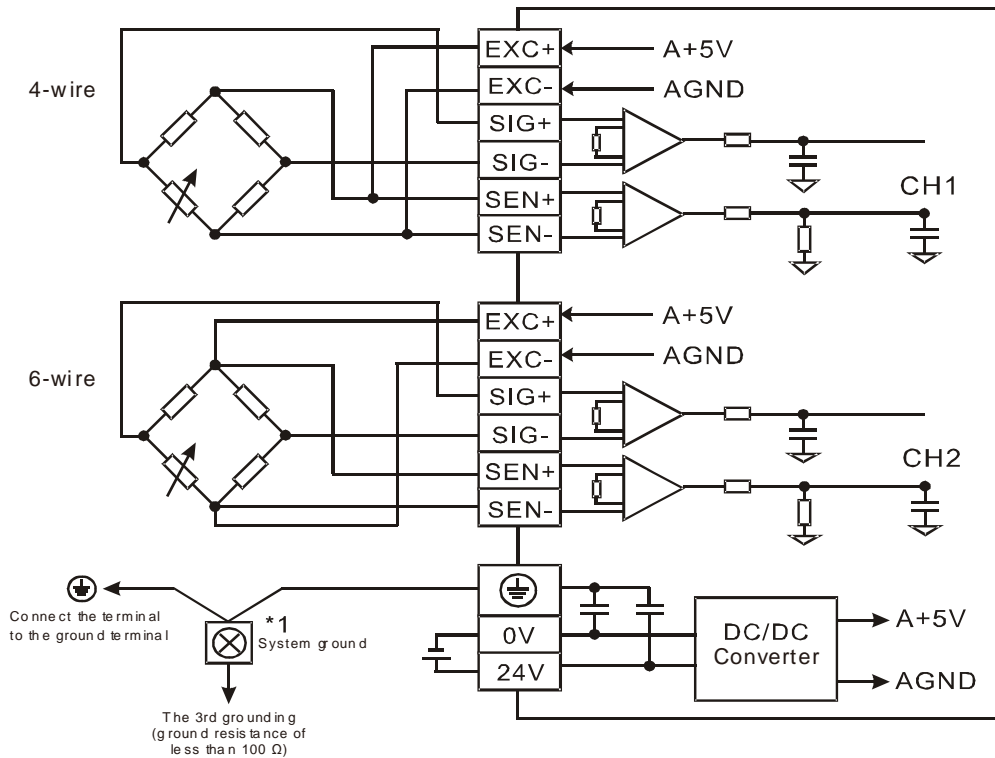 4-wire
EXC+
A+5V
EXC-
AGND
SIG+
SIG-
SEN+
SEN-
CH1
6-wire
EXC+
A+5V
EXC-
AGND
SIG+
SIG-
SEN+
SEN-
CH2
Connect the terminal
to the ground terminal
*1
System ground
The 3rd grounding
(ground resistance of
less than 100 Ω)
0V
24V
DC/DC
Converter
A+5V
AGND